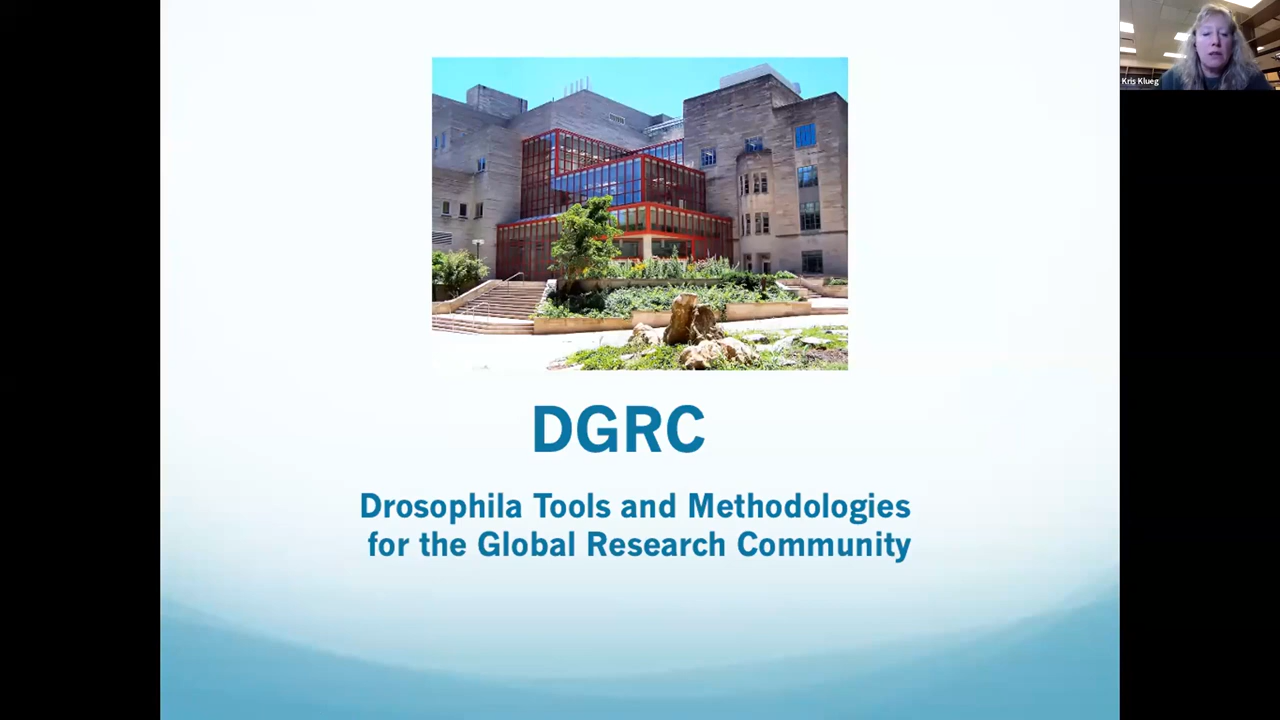 Kris Klueg
DGRC
Drosophila Tools and Methodologies
for the Global Research Community